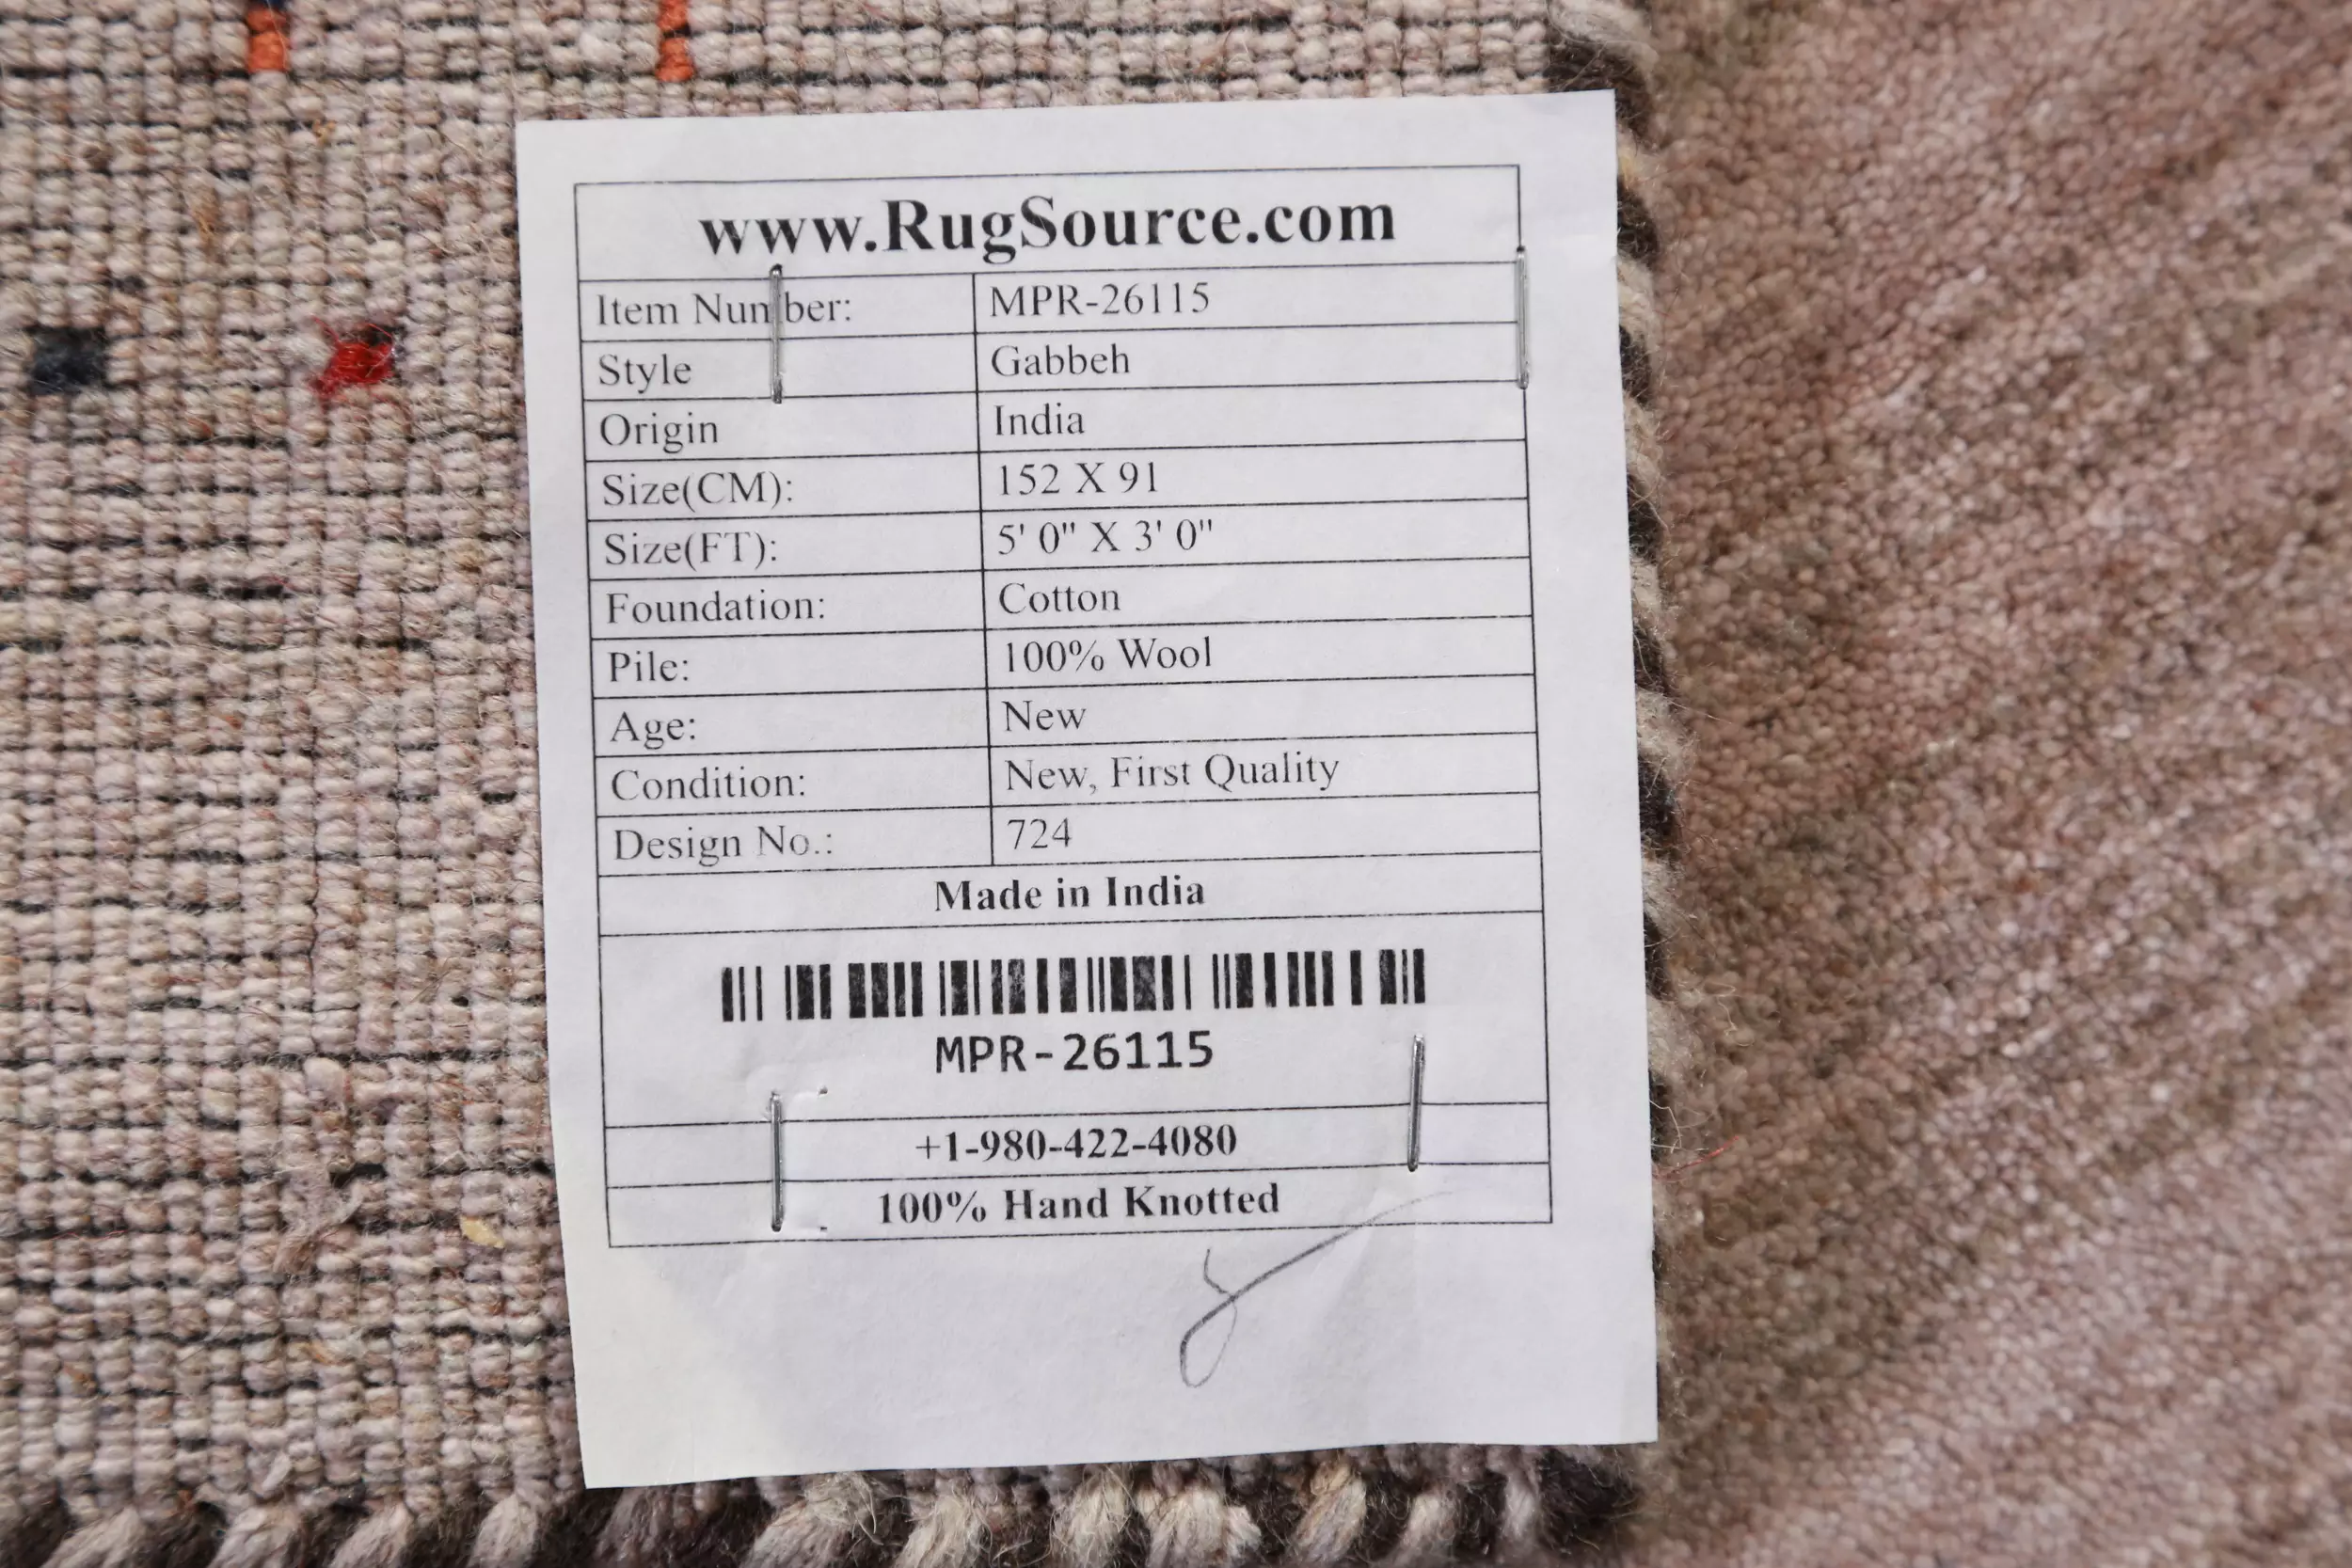 www.RugSource.com
Item Number: MPR-26115
Style Gabbeh
Origin India
Size(CM): 152 X 91
Size(FT): 5' 0" X 3' 0"
Foundation: Cotton
Pile: 100% Wool
Age: New
Condition: New, First Quality
Design No.: 724
Made in India
MPR-26115
+1-980-422-4080
100% Hand Knotted